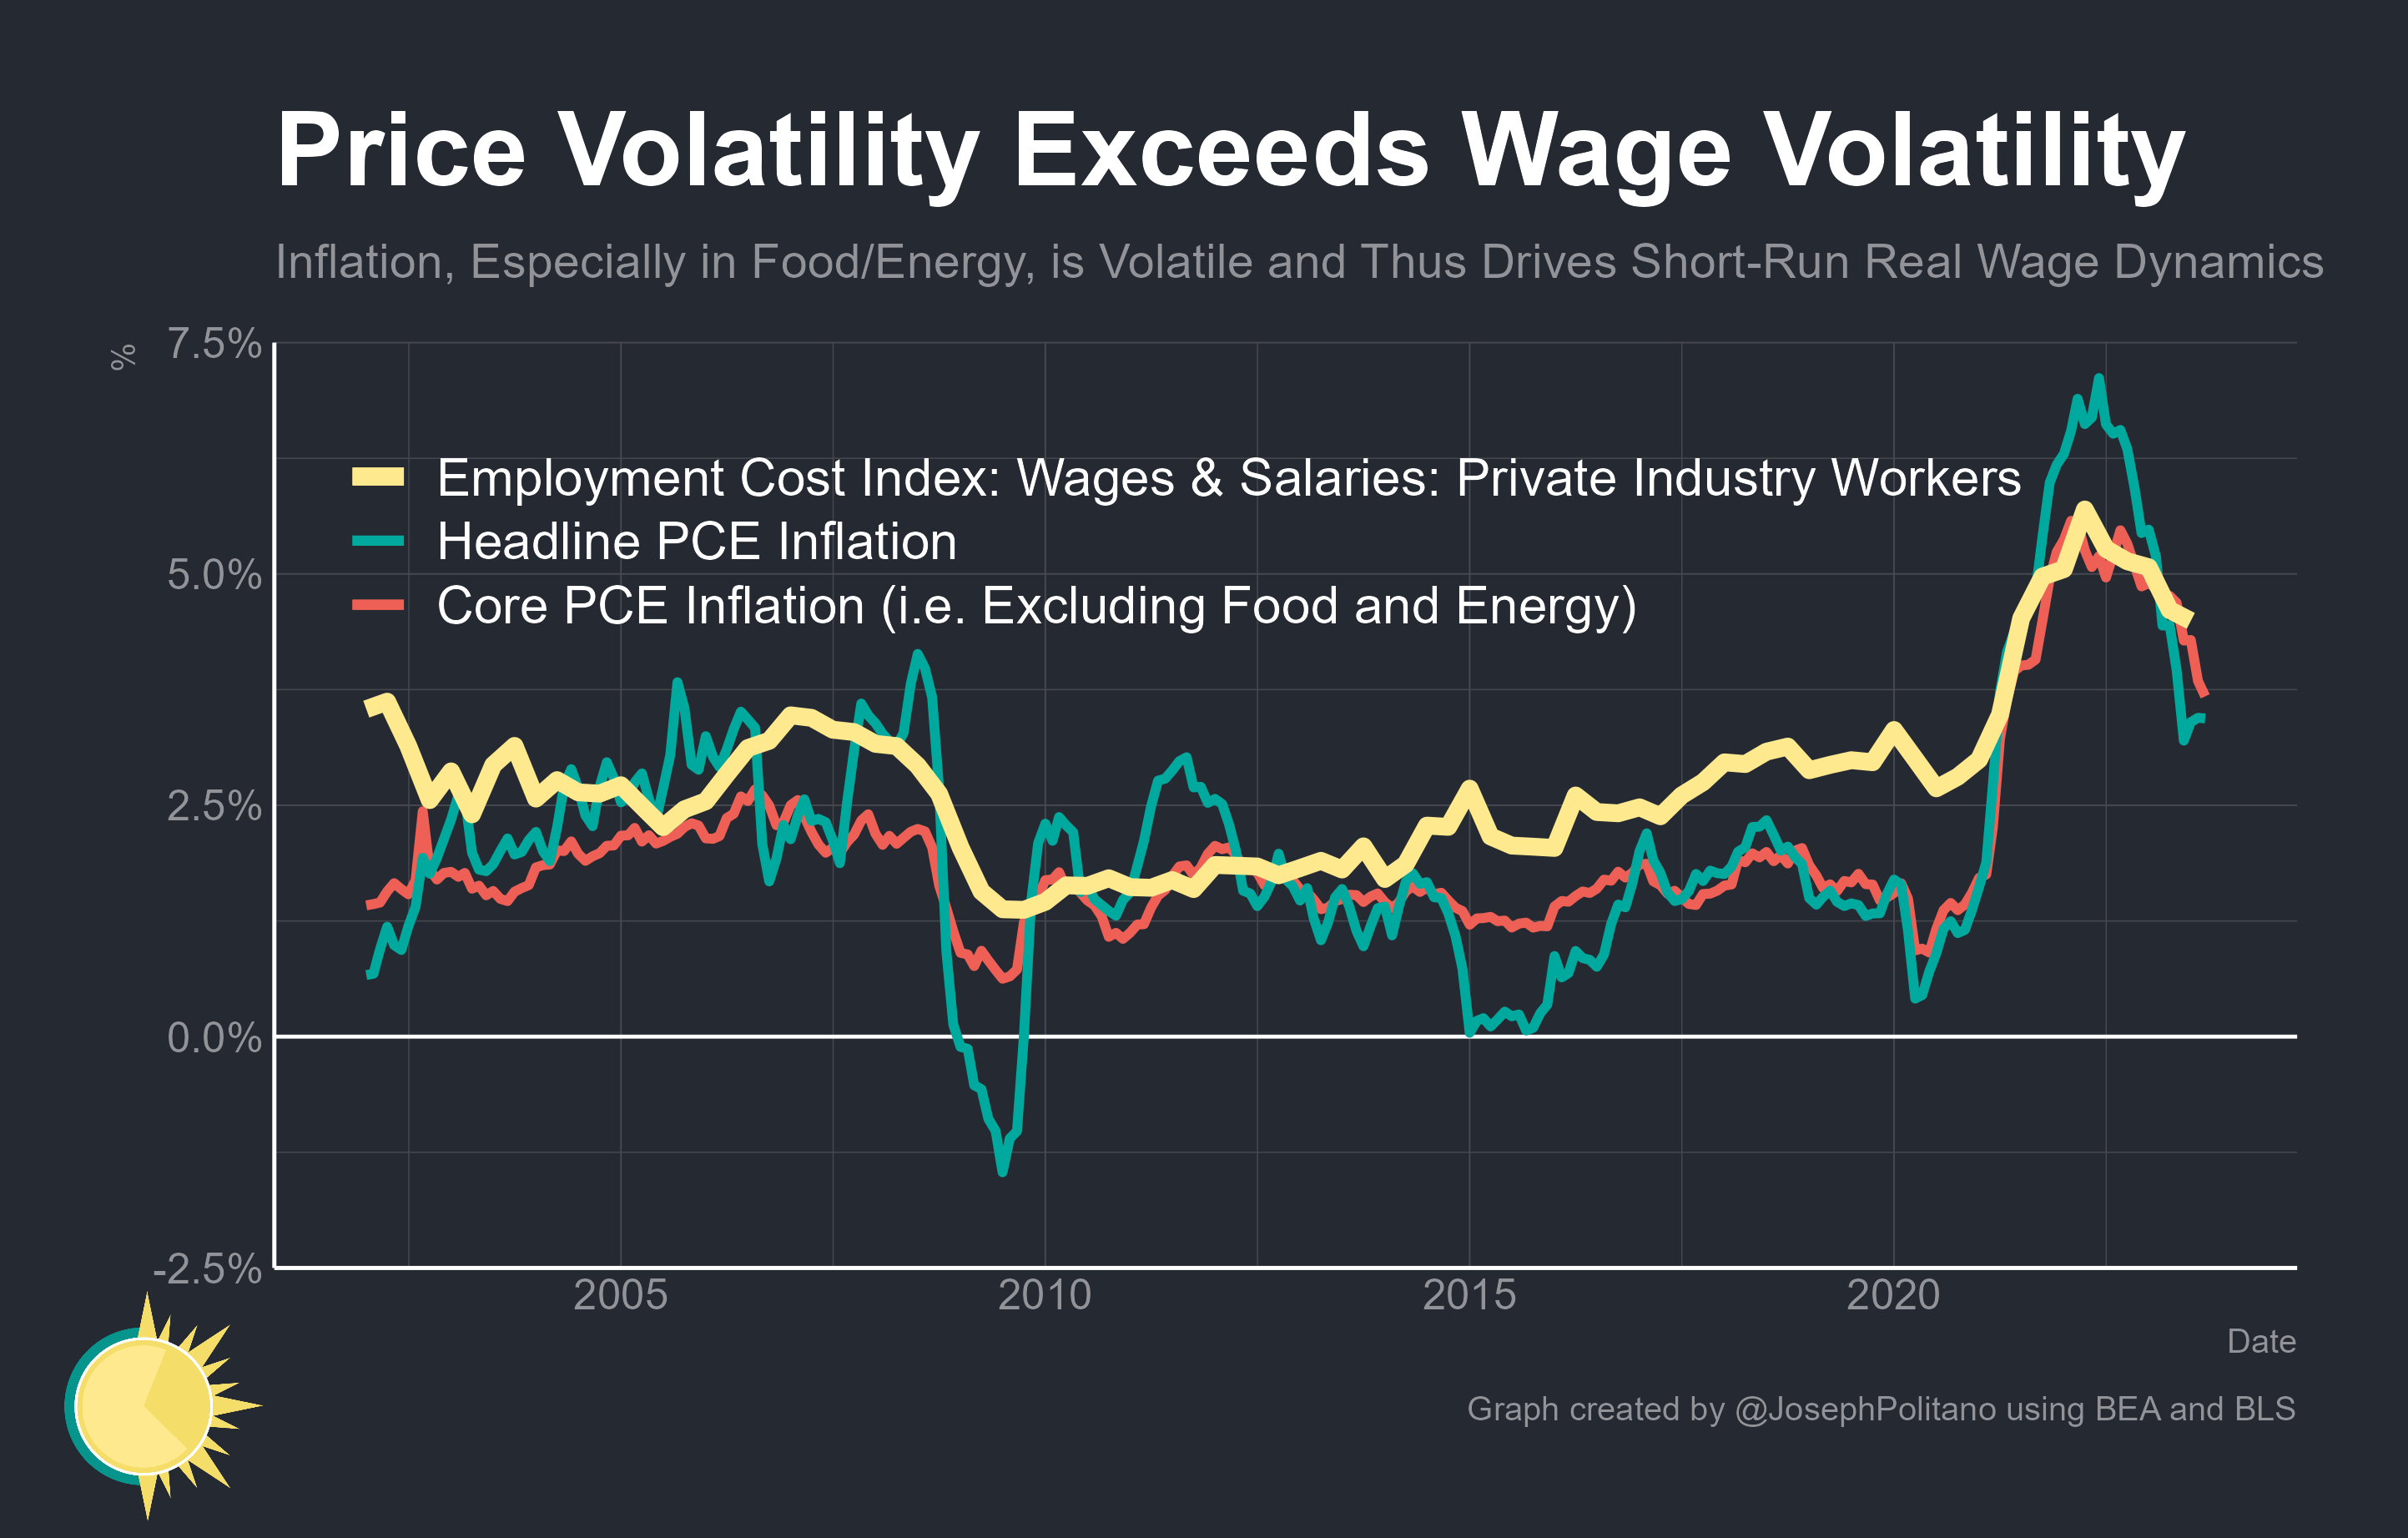 Price Volatility Exceeds Wage Volatility
Inflation, Especially in Food/Energy, is Volatile and Thus Drives Short-Run Real Wage Dynamics
%
7.5%
Employment Cost Index: Wages & Salaries: Private Industry Workers
Headline PCE Inflation
5.0%
Core PCE Inflation (i.e. Excluding Food and Energy)
2.5%
0.0%
-2.5%
2005 2010 2015 2020
Date
Graph created by @JosephPolitano using BEA and BLS